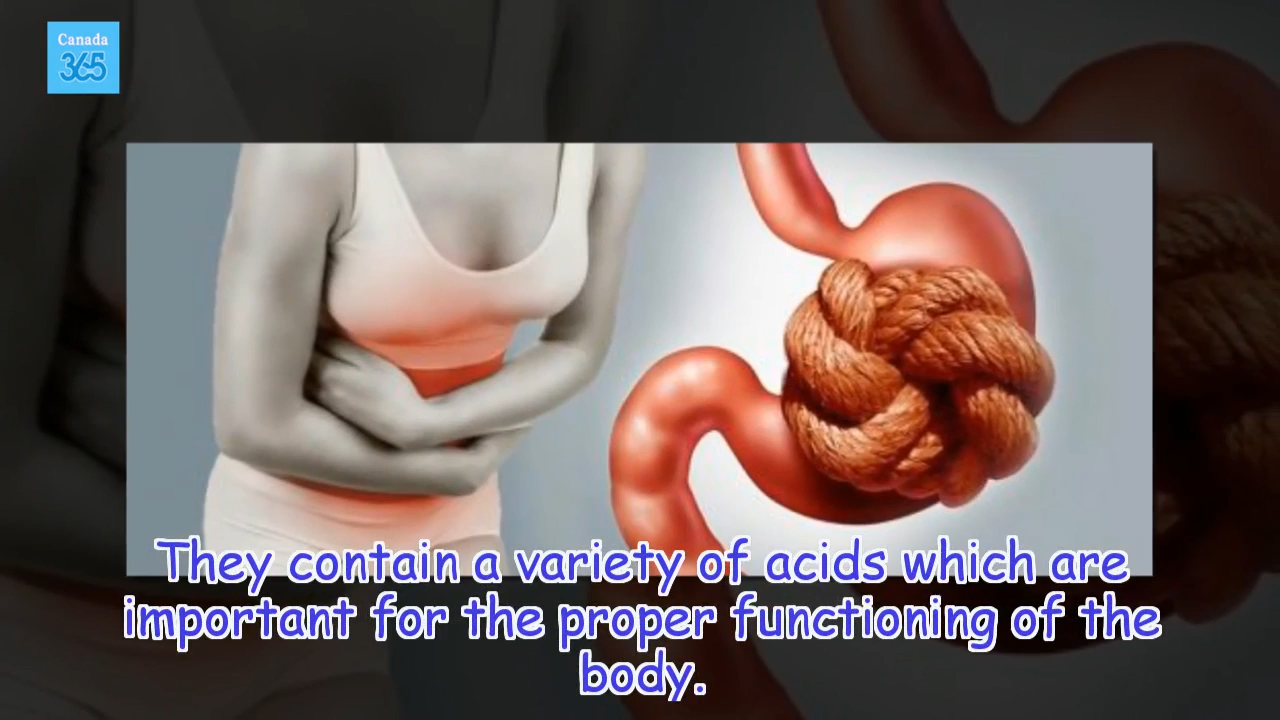 Canada
365
They contain a variety of acids which are
important for the proper functioning of the
body.